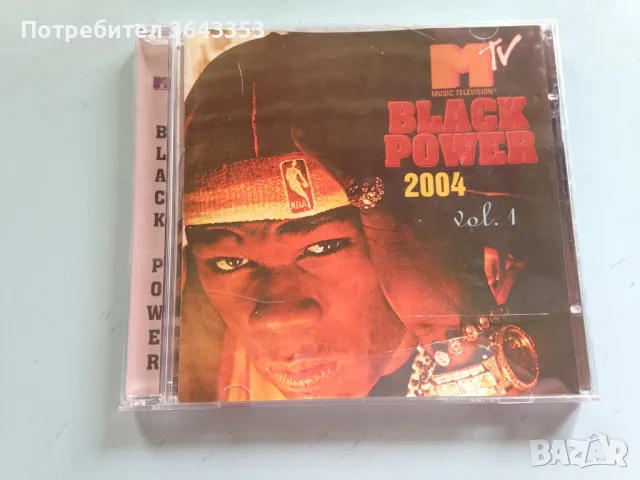 Потребител 3643353
M
TV
MUSIC TELEVISION®
BLACK
POWER
2004
vol. 1
NBA
BLACK POWER
BAZAR